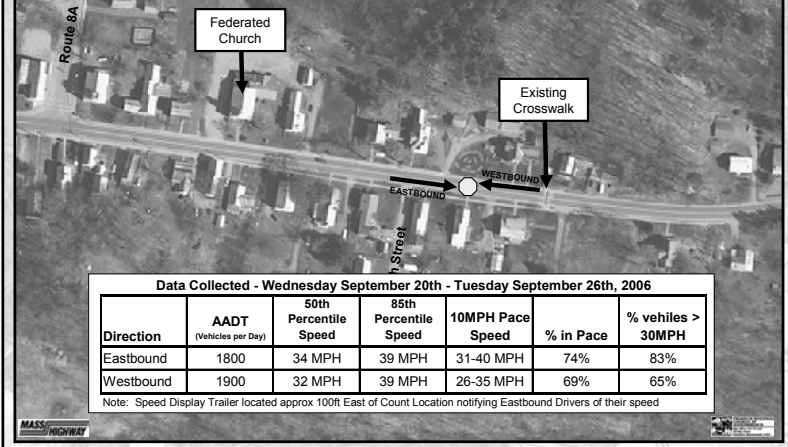 Route 8A
Federated
Church
Existing
Crosswalk
WESTBOUND
EASTBOUND
h Street
Data Collected - Wednesday September 20th - Tuesday September 26th, 2006
Direction AADT (Vehicles per Day) 50th Percentile Speed 85th Percentile Speed 10MPH Pace Speed % in Pace % vehiles > 30MPH
Eastbound 1800 34 MPH 39 MPH 31-40 MPH 74% 83%
Westbound 1900 32 MPH 39 MPH 26-35 MPH 69% 65%
Note: Speed Display Trailer located approx 100ft East of Count Location notifying Eastbound Drivers of their speed
MASS HIGHWAY